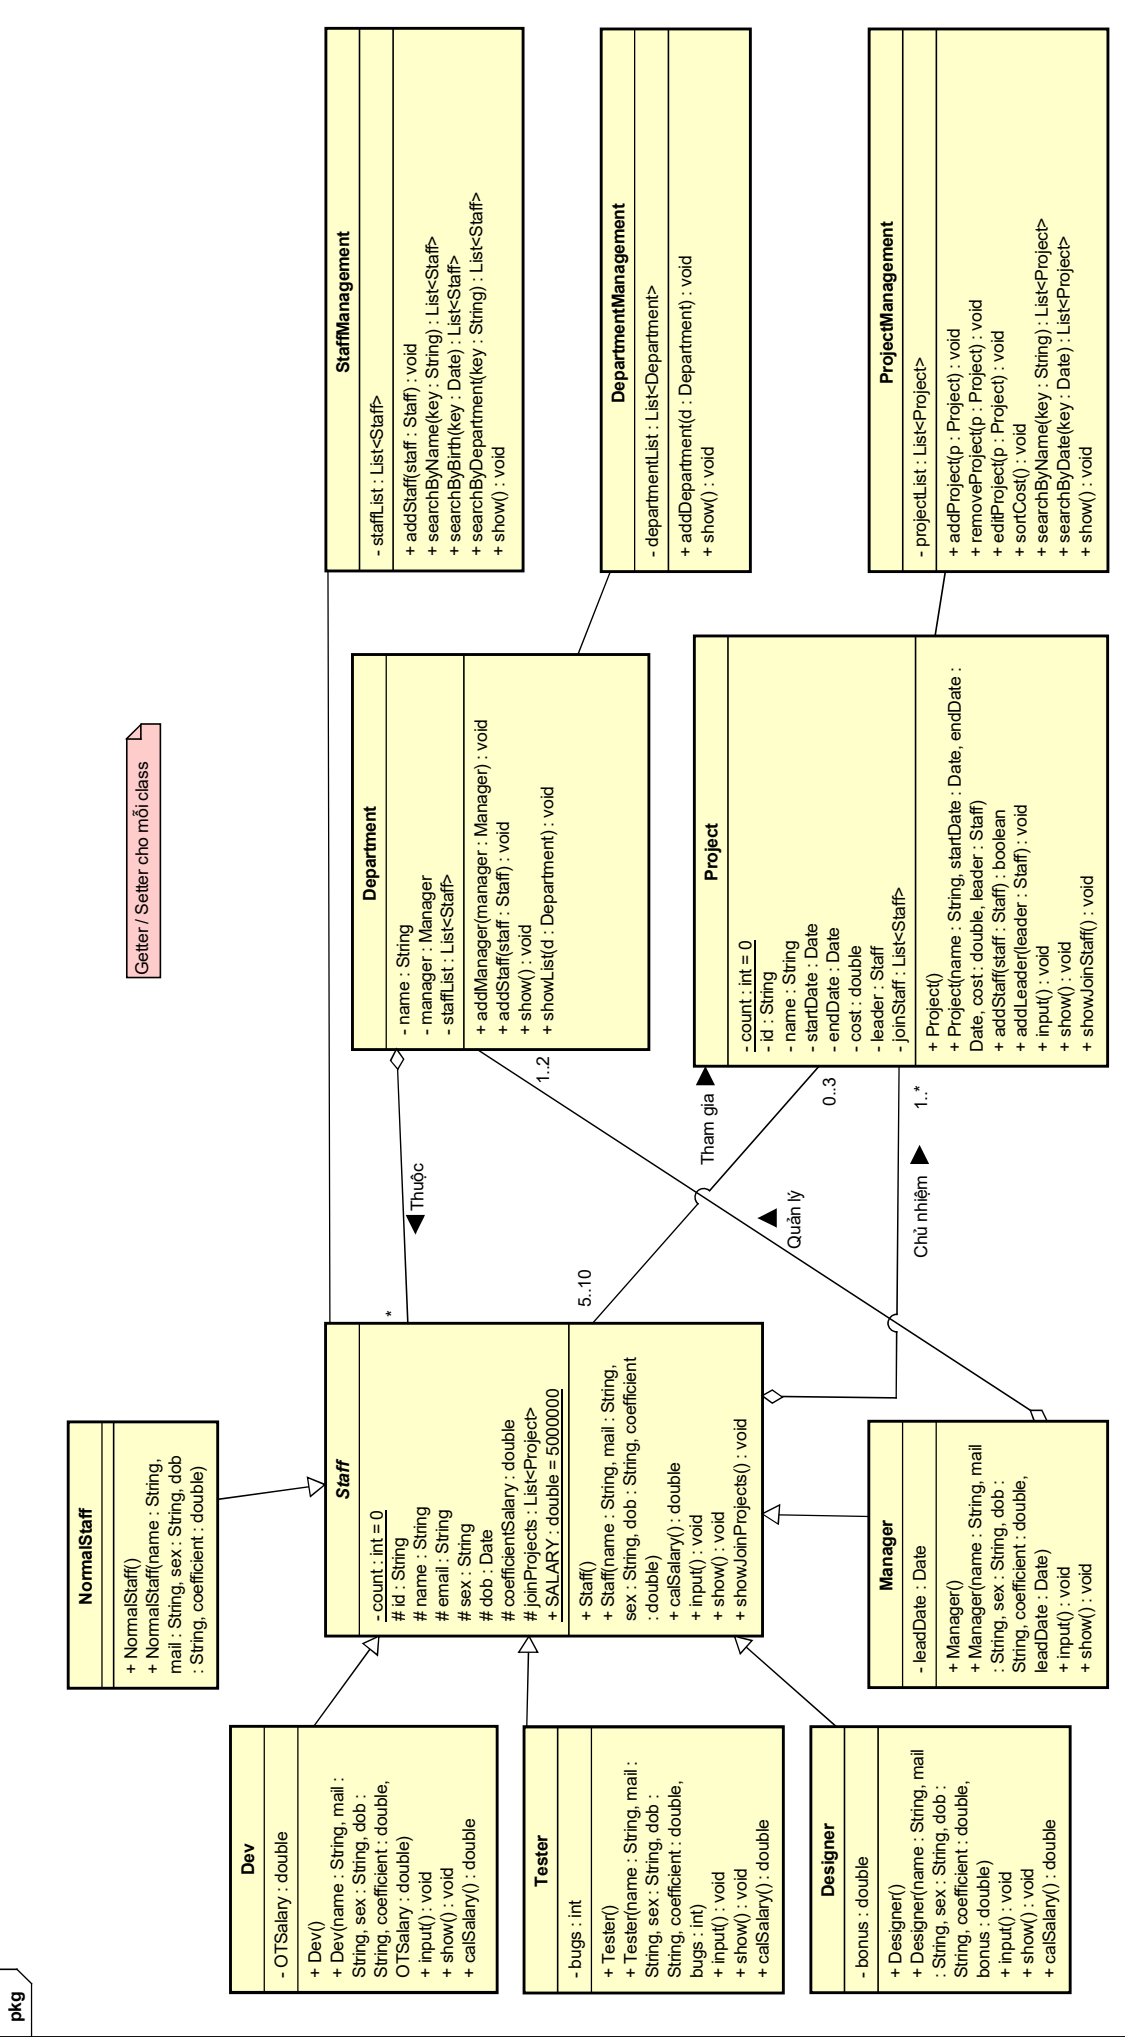 pkg
NormalStaff
+ NormalStaff()
+ NormalStaff(name : String,
mail : String, sex : String, dob
: String, coefficient : double)
Getter / Setter cho mỗi class
Dev
- OTSalary : double
+ Dev()
+ Dev(name : String, mail :
String, sex : String, dob :
String, coefficient : double,
OTSalary : double)
+ input() : void
+ show() : void
+ calSalary() : double
Tester
- bugs : int
+ Tester()
+ Tester(name : String, mail :
String, sex : String, dob :
String, coefficient : double,
bugs : int)
+ input() : void
+ show() : void
+ calSalary() : double
Designer
- bonus : double
+ Designer()
+ Designer(name : String, mail
: String, sex : String, dob :
String, coefficient : double,
bonus : double)
+ input() : void
+ show() : void
+ calSalary() : double
Staff
- count : int = 0
# id : String
# name : String
# email : String
# sex : String
# dob : Date
# coefficientSalary : double
# joinProjects : List<Project>
+ SALARY : double = 5000000
+ Staff()
+ Staff(name : String, mail : String,
sex : String, dob : String, coefficient
: double)
+ calSalary() : double
+ input() : void
+ show() : void
+ showJoinProjects() : void
Manager
- leadDate : Date
+ Manager()
+ Manager(name : String, mail
: String, sex : String, dob :
String, coefficient : double,
leadDate : Date)
+ input() : void
+ show() : void
*
Thuộc
5..10
Tham gia
0..3
Quản lý
1..2
Chủ nhiệm
1..*
Department
- name : String
- manager : Manager
- staffList : List<Staff>
+ addManager(manager : Manager) : void
+ addStaff(staff : Staff) : void
+ show() : void
+ showList(d : Department) : void
Project
- count : int = 0
- id : String
- name : String
- startDate : Date
- endDate : Date
- cost : double
- leader : Staff
- joinStaff : List<Staff>
+ Project()
+ Project(name : String, startDate : Date, endDate :
Date, cost : double, leader : Staff)
+ addStaff(staff : Staff) : boolean
+ addLeader(leader : Staff) : void
+ input() : void
+ show() : void
+ showJoinStaff() : void
StaffManagement
- staffList : List<Staff>
+ addStaff(staff : Staff) : void
+ searchByName(key : String) : List<Staff>
+ searchByBirth(key : Date) : List<Staff>
+ searchByDepartment(key : String) : List<Staff>
+ show() : void
DepartmentManagement
- departmentList : List<Department>
+ addDepartment(d : Department) : void
+ show() : void
ProjectManagement
- projectList : List<Project>
+ addProject(p : Project) : void
+ removeProject(p : Project) : void
+ editProject(p : Project) : void
+ sortCost() : void
+ searchByName(key : String) : List<Project>
+ searchByDate(key : Date) : List<Project>
+ show() : void